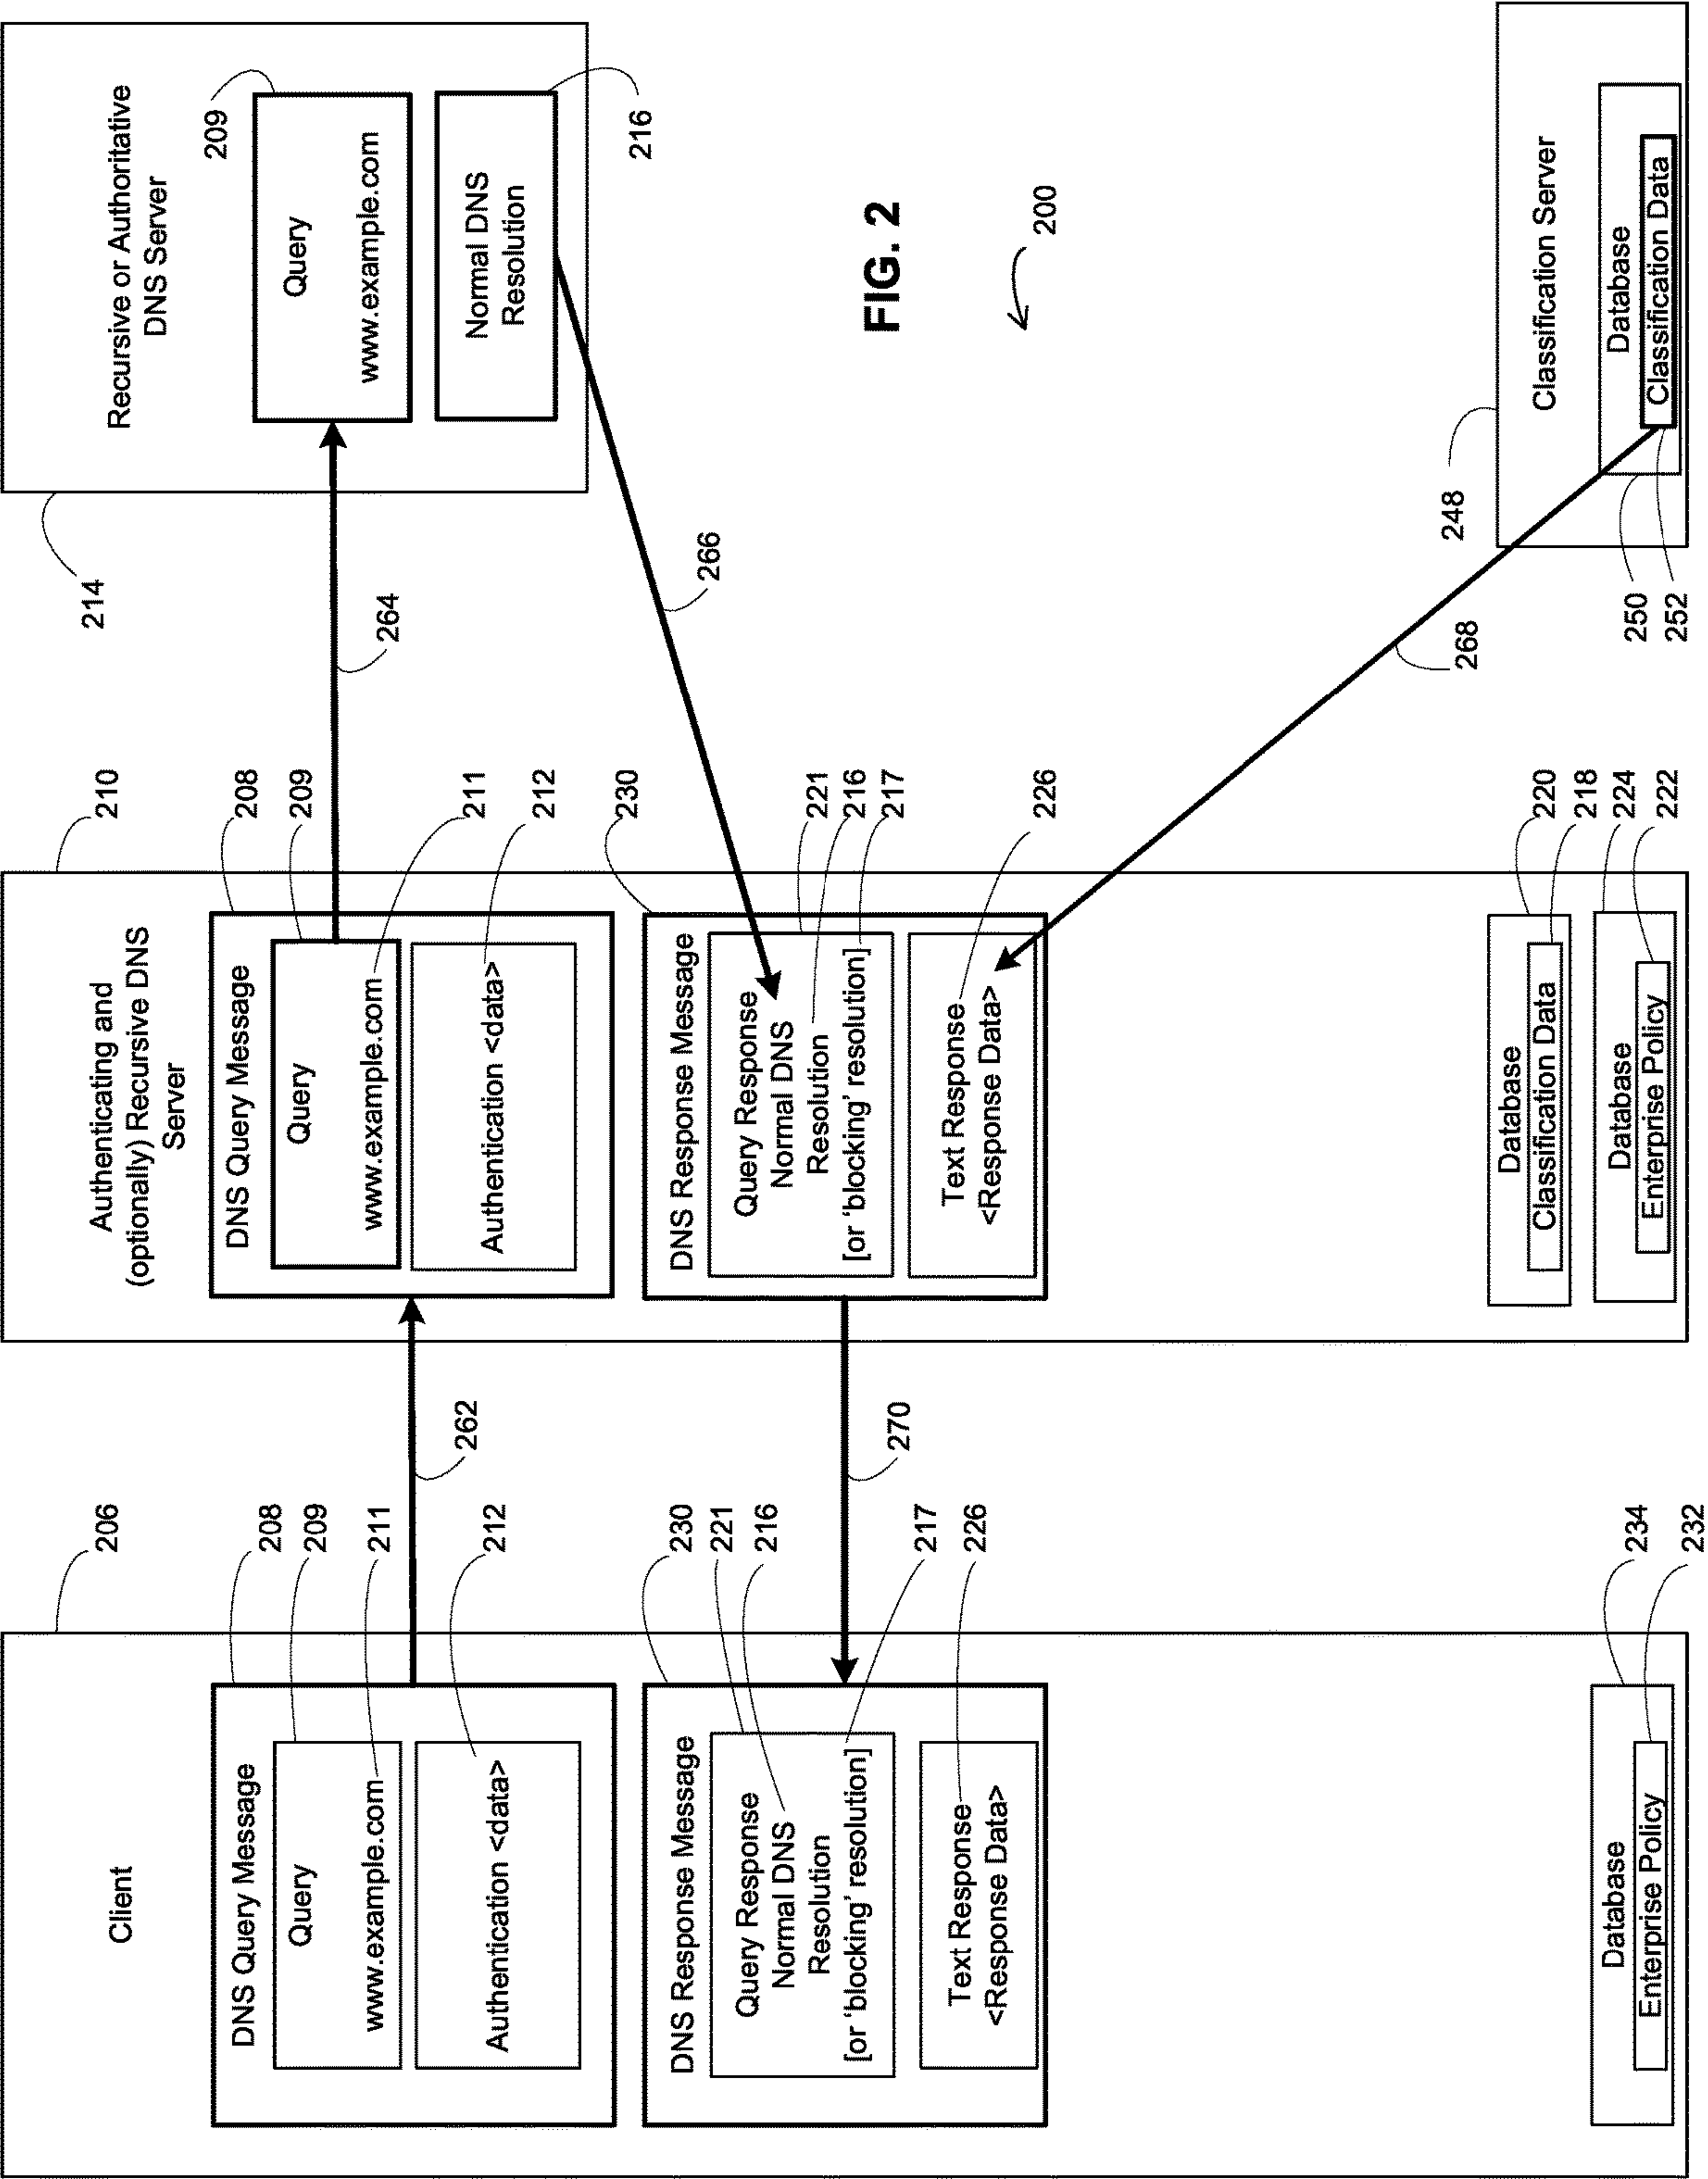 Client
206
DNS Query Message
208
Query
209
www.example.com
211
Authentication <data>
212
DNS Response Message
230
Query Response
221
Normal DNS
216
Resolution
[or ‘blocking’ resolution]
217
Text Response
226
<Response Data>
Database
234
Enterprise Policy
232
262
270
Authenticating and
(optionally) Recursive DNS
Server
210
DNS Query Message
208
Query
209
www.example.com
211
Authentication <data>
212
DNS Response Message
230
Query Response
221
Normal DNS
216
Resolution
[or ‘blocking’ resolution]
217
Text Response
226
<Response Data>
Database
220
Classification Data
218
Database
224
Enterprise Policy
222
264
266
268
Recursive or Authoritative
DNS Server
214
209
Query
www.example.com
Normal DNS
Resolution
216
FIG. 2
200
Classification Server
248
Database
250
Classification Data
252